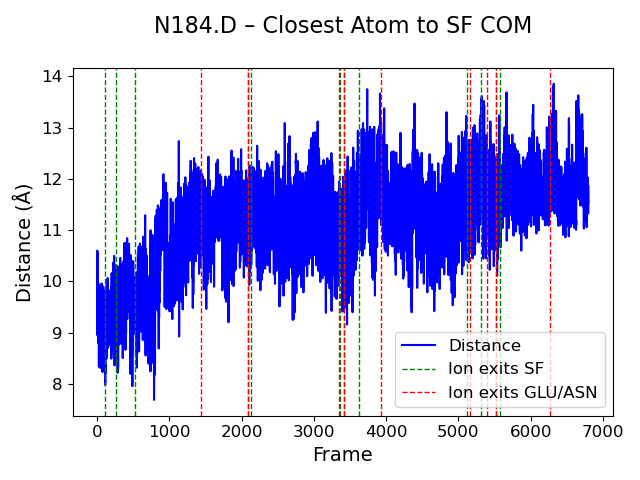 N184.D – Closest Atom to SF COM
14
13
12
11
10
9
8
Distance (Å)
0 1000 2000 3000 4000 5000 6000 7000
Frame
Distance
Ion exits SF
Ion exits GLU/ASN